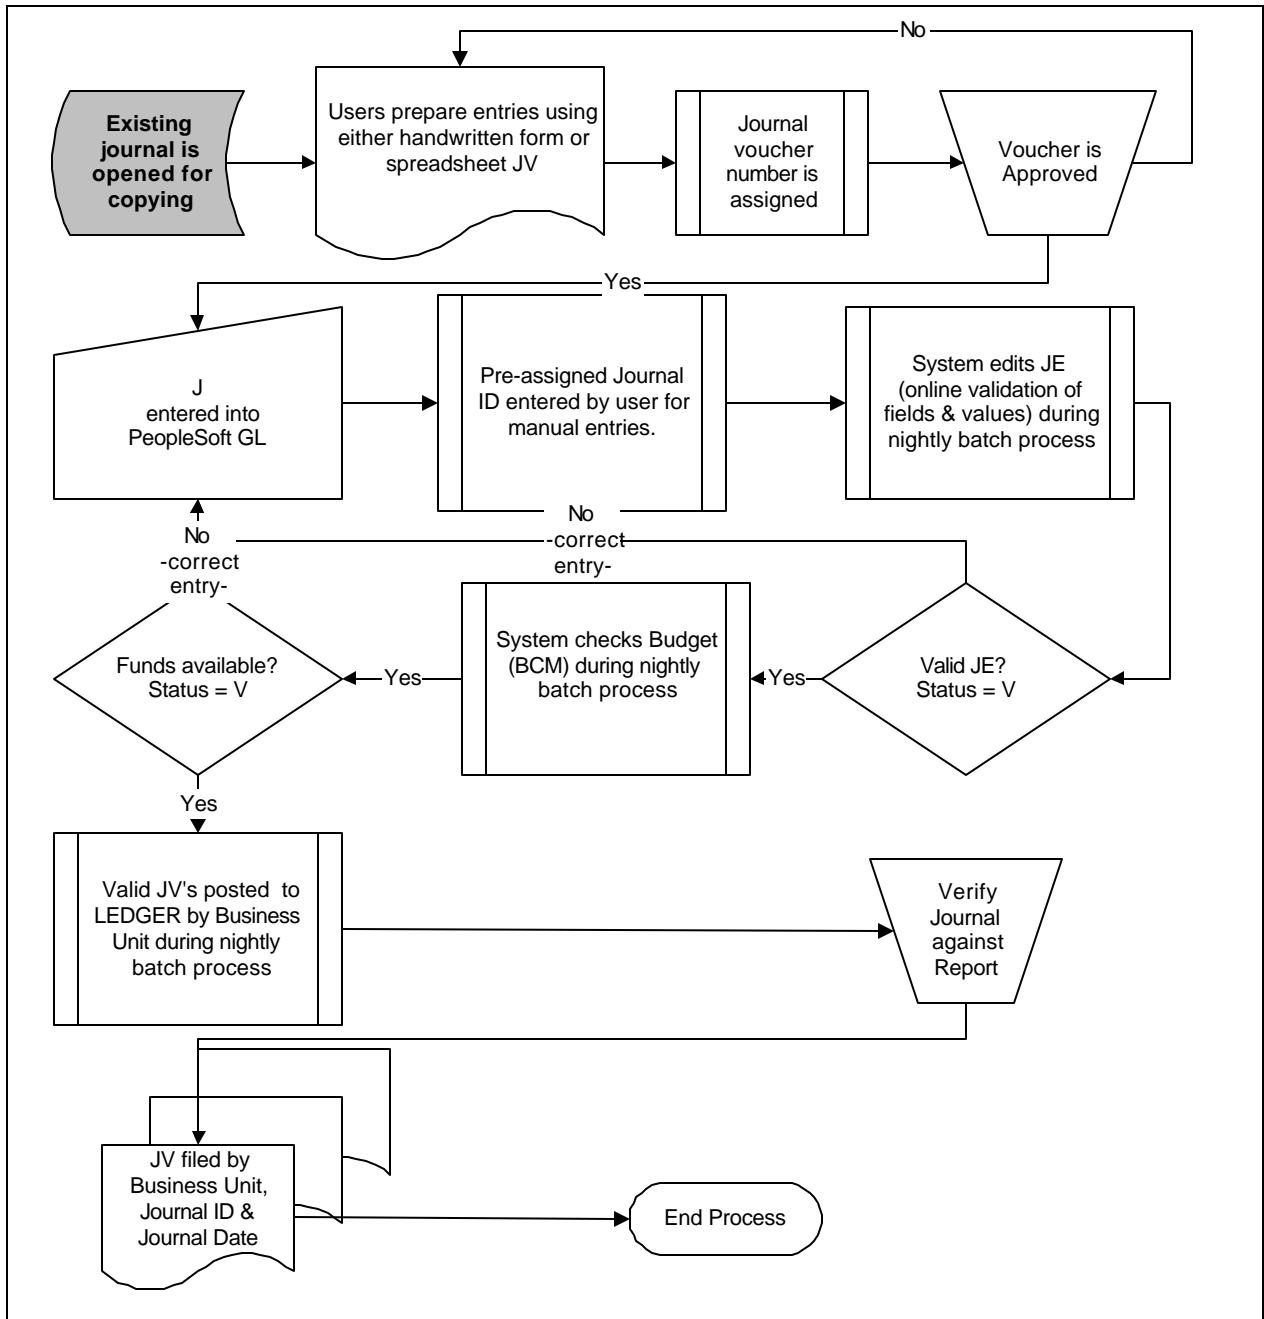 No
Existing
journal is
opened for
copying
Users prepare entries using
either handwritten form or
spreadsheet JV
Journal
voucher
number is
assigned
Voucher is
Approved
Yes
J
entered into
PeopleSoft GL
Pre-assigned Journal
ID entered by user for
manual entries.
System edits JE
(online validation of
fields & values) during
nightly batch process
No
-correct
entry-
No
-correct
entry-
Funds available?
Status = V
Yes
System checks Budget
(BCM) during nightly
batch process
Yes
Valid JE?
Status = V
Yes
Valid JV's posted to
LEDGER by Business
Unit during nightly
batch process
Verify
Journal
against
Report
JV filed by
Business Unit,
Journal ID &
Journal Date
End Process